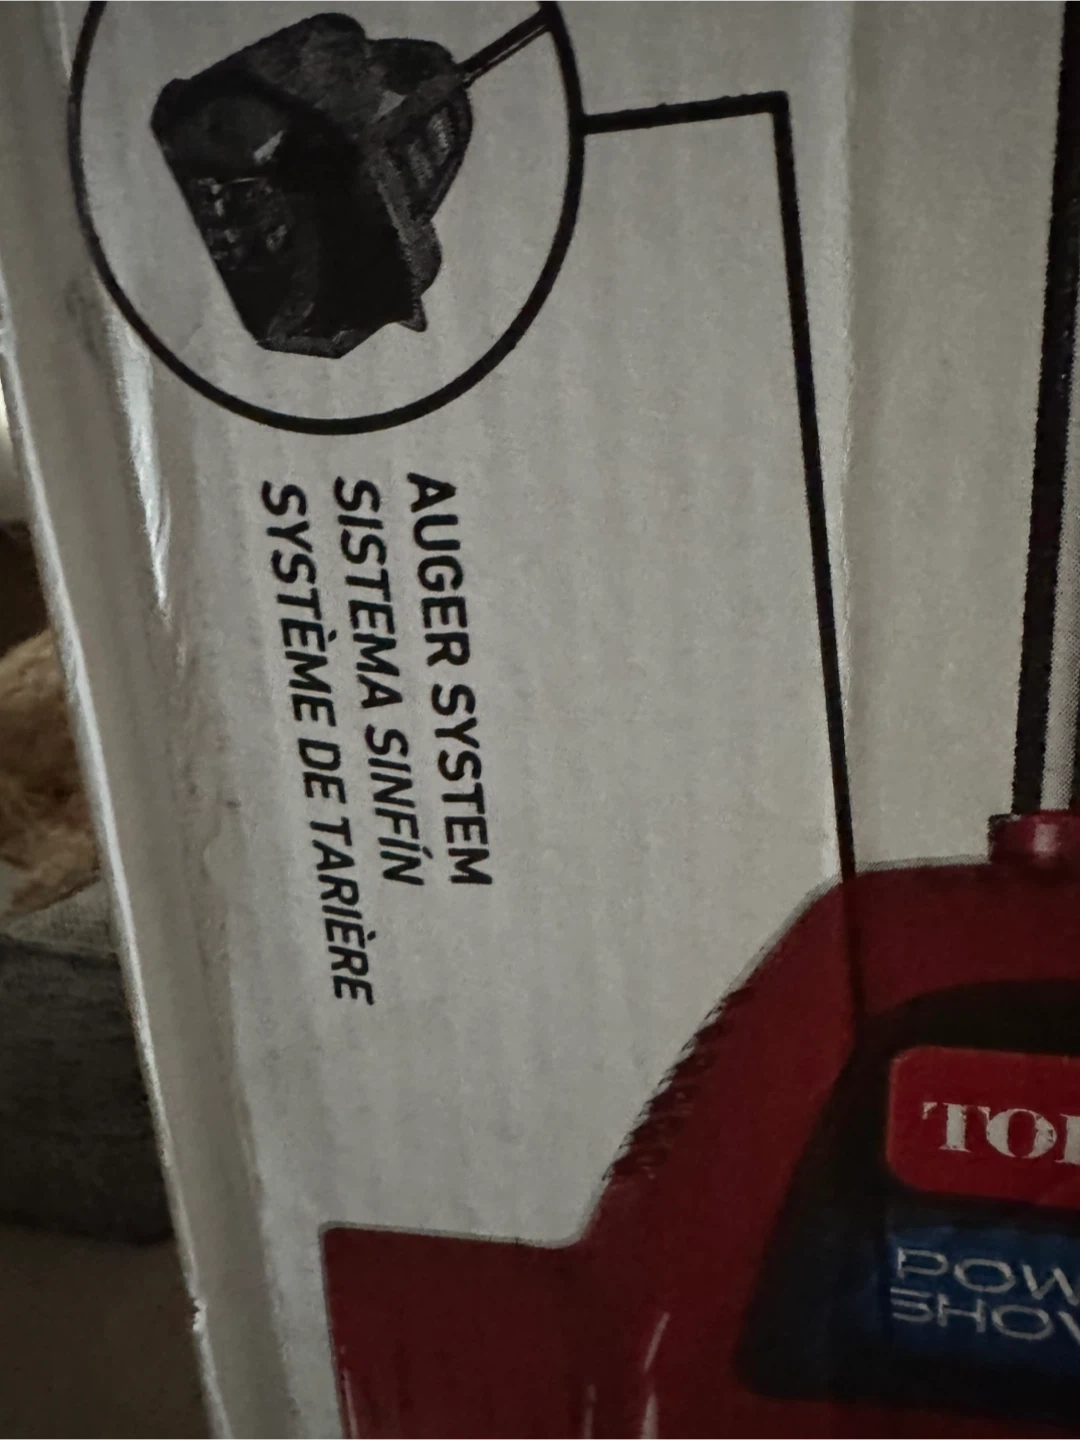 AUGER SYSTEM
SISTEMA SINFÍN
SYSTÈME DE TARIÈRE